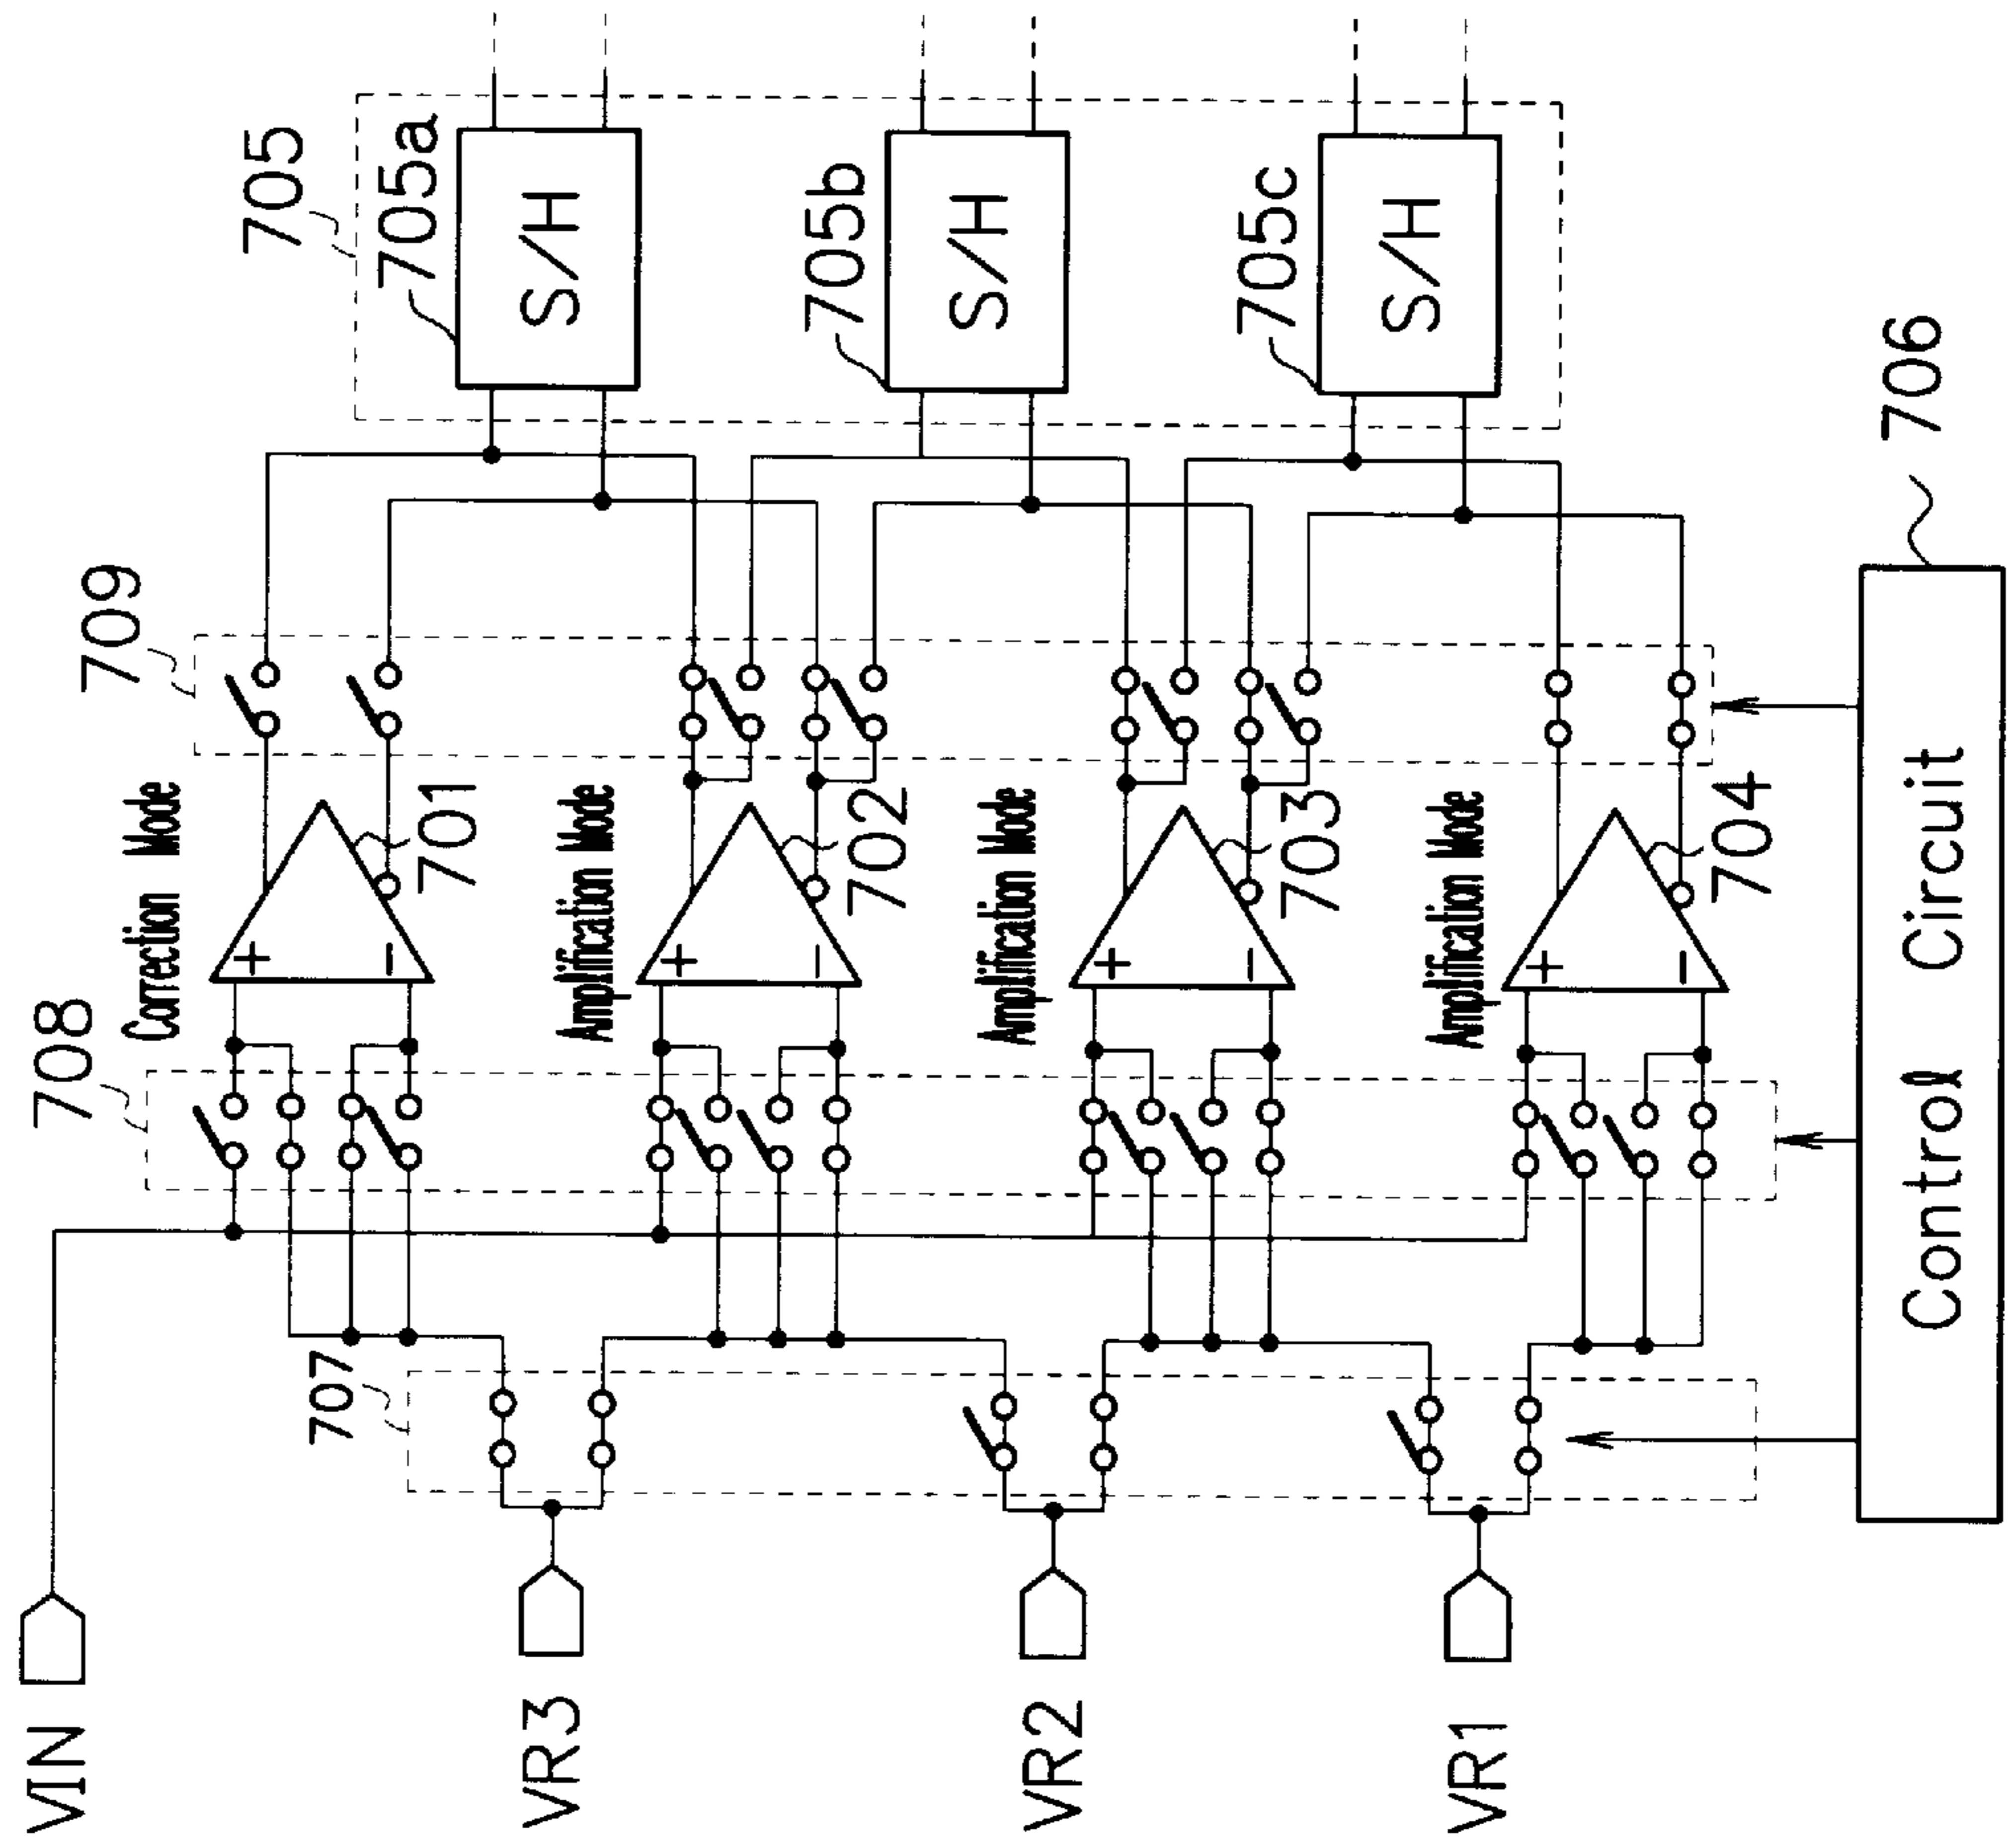 VIN
VR3
VR2
VR1
707
708
709
705
Correction Mode
701
Amplification Mode
702
Amplification Mode
703
Amplification Mode
704
+
−
+
−
+
−
+
−
705a
S/H
705b
S/H
705c
S/H
706
Control Circuit